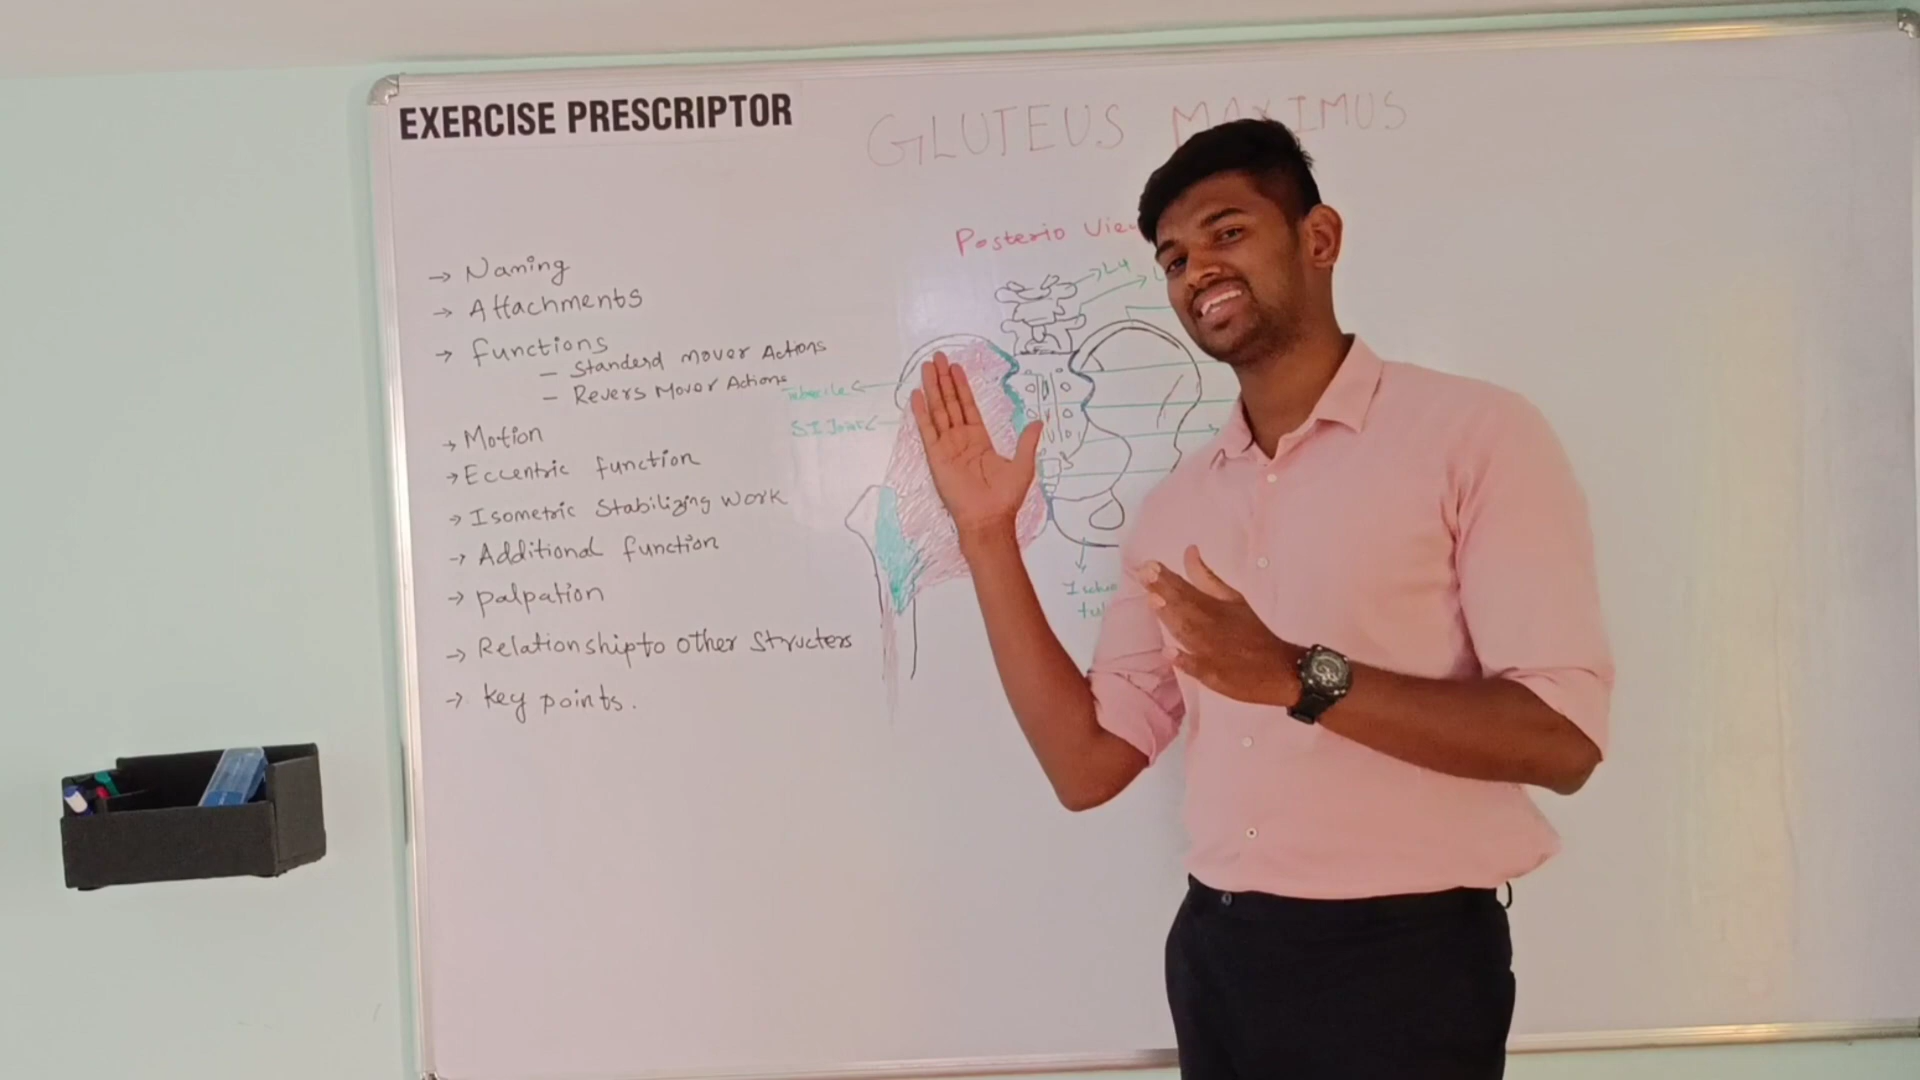 EXERCISE PRESCRIPTOR
GLUTEUS MAXIMUS
Posterio View
→ Naming
→ Attachments
→ functions
- Standerd mover Actions
- Revers Mover Actions
→ Motion
→ Eccentric function
→ Isometric Stabilizing work
→ Additional function
→ palpation
→ Relationship to other Structers
→ key points.
L4
L
SI Joint